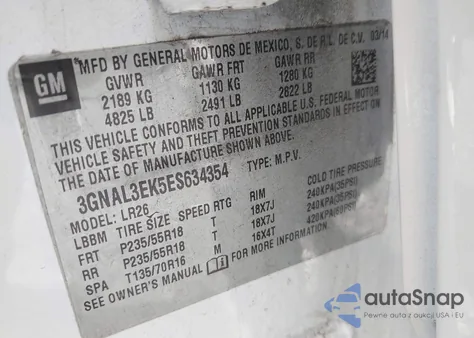 GM
MFD BY GENERAL MOTORS DE MEXICO, S. DE R.L. DE C.V. 03/14
GVWR GAWR FRT GAWR RR
2189 KG 1130 KG 1280 KG
4825 LB 2491 LB 2822 LB
THIS VEHICLE CONFORMS TO ALL APPLICABLE U.S. FEDERAL MOTOR
VEHICLE SAFETY AND THEFT PREVENTION STANDARDS IN EFFECT ON
THE DATE OF MANUFACTURE SHOWN ABOVE.
3GNAL3EK5ES634354 TYPE: M.P.V.
MODEL: LR26
LBBM TIRE SIZE SPEED RTG RIM COLD TIRE PRESSURE
FRT P235/55R18 T 18X7J 240KPA(35PSI)
RR P235/55R18 T 18X7J 240KPA(35PSI)
SPA T135/70R16 M 16X4T 420KPA(60PSI)
SEE OWNER'S MANUAL FOR MORE INFORMATION.
autoSnap
Pewne auta z aukcji USA i EU